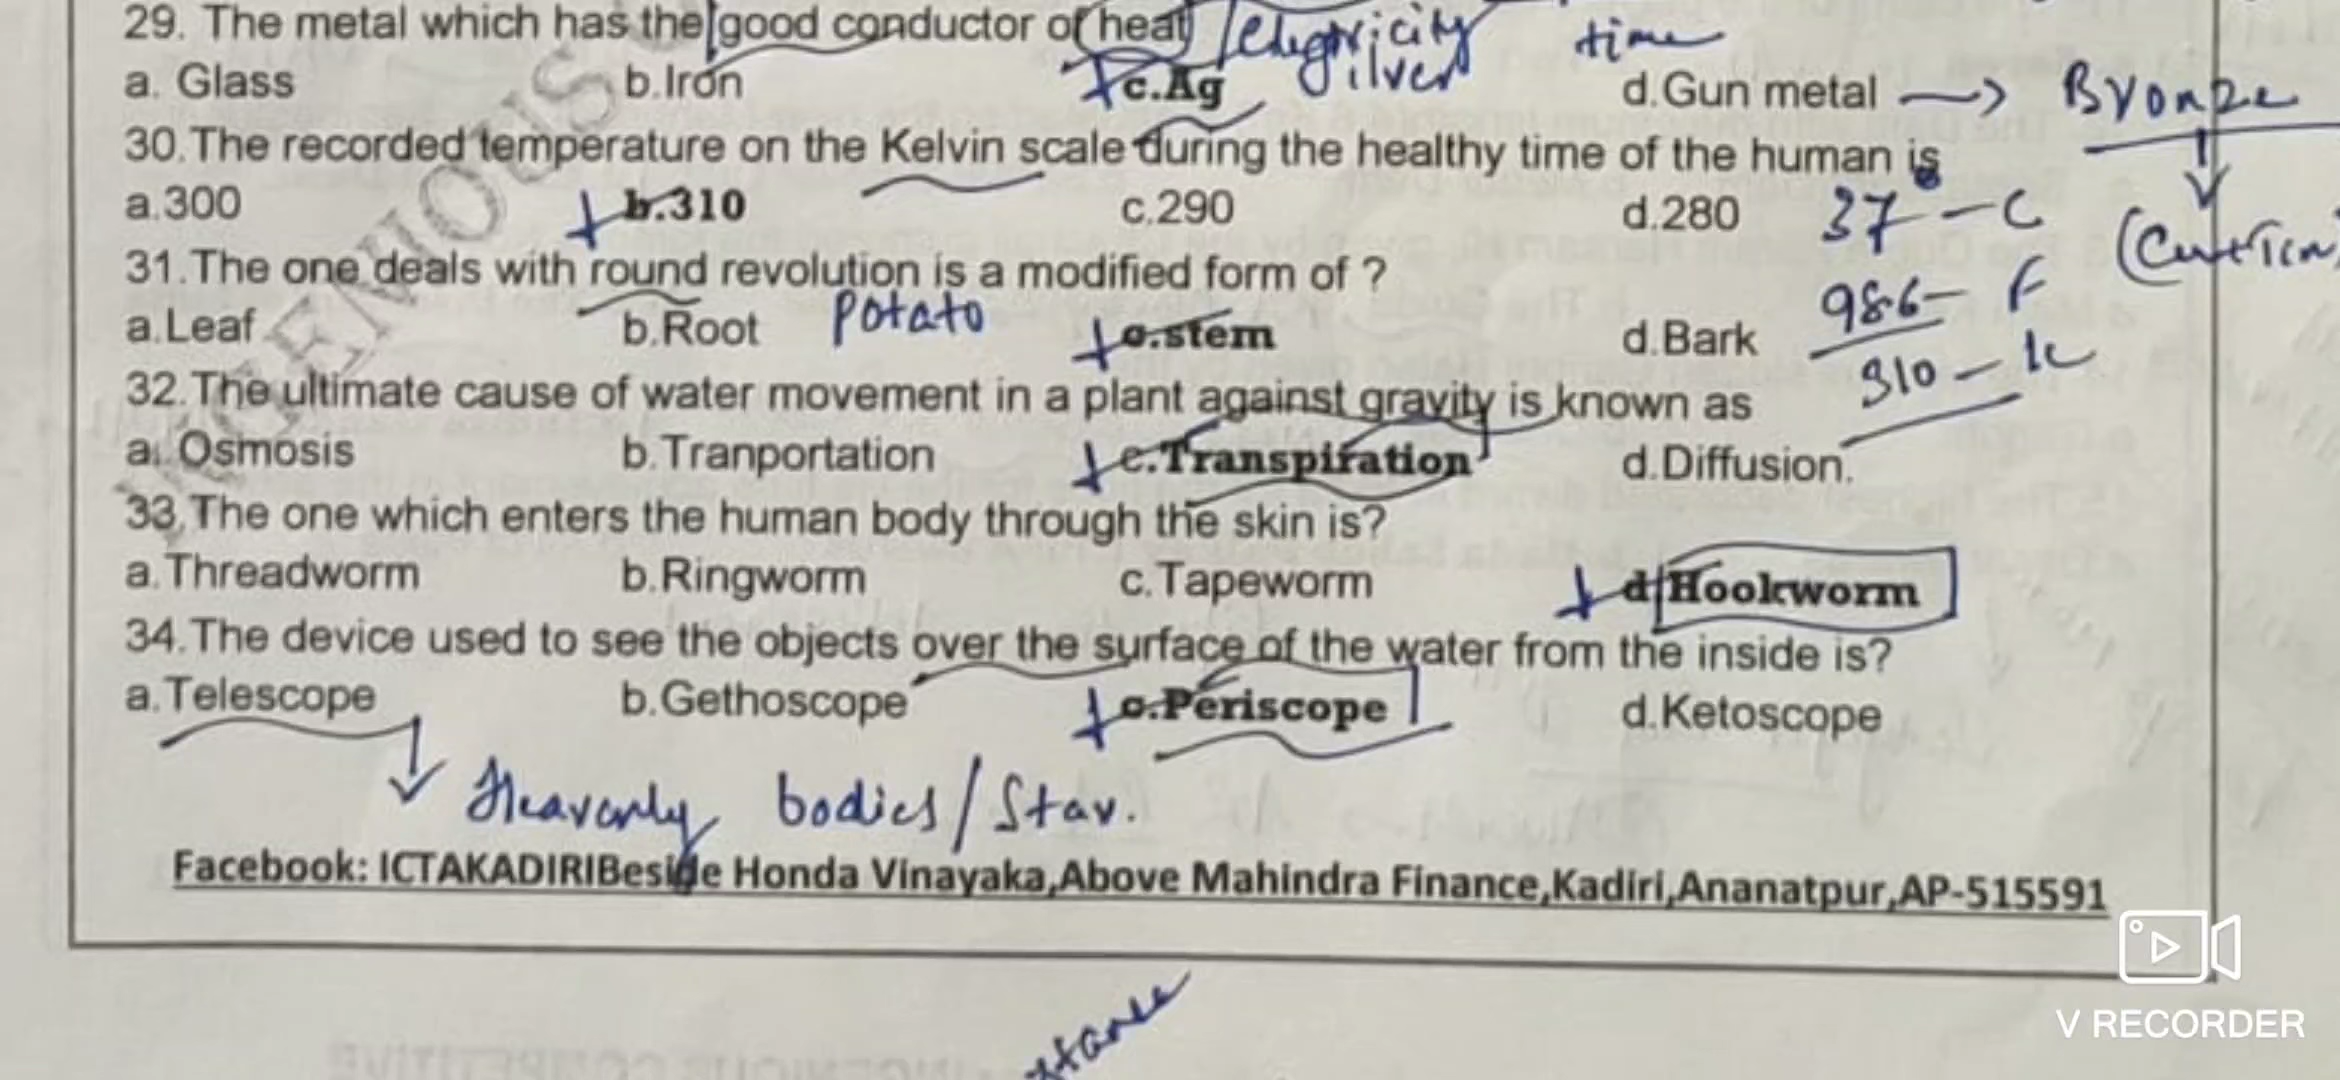 29. The metal which has the good conductor of heat / Electricity time
a. Glass b.Iron c.Ag Silver d.Gun metal → Bronze
30.The recorded temperature on the Kelvin scale during the healthy time of the human is
a.300 b.310 c.290 d.280 37° - C
31.The one deals with round revolution is a modified form of ?
98.6 - F
a.Leaf b.Root Potato c.stem d.Bark
310 - K
32.The ultimate cause of water movement in a plant against gravity is known as
a. Osmosis b.Tranportation c.Transpiration d.Diffusion.
33.The one which enters the human body through the skin is?
a.Threadworm b.Ringworm c.Tapeworm d.Hookworm
34.The device used to see the objects over the surface of the water from the inside is?
a.Telescope b.Gethoscope c.Periscope d.Ketoscope
Heavenly bodies / Star.
Facebook: ICTAKADIRIBeside Honda Vinayaka,Above Mahindra Finance,Kadiri,Ananatpur,AP-515591
V RECORDER